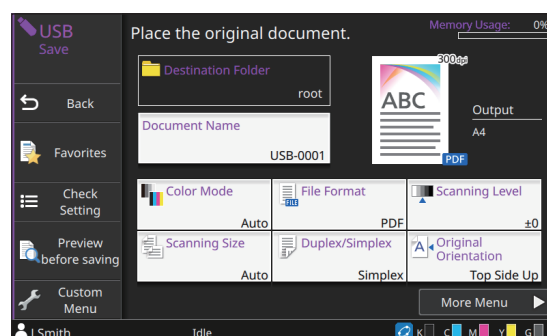 USB
Save
Place the original document.
Memory Usage: 0%
Back
Favorites
Check
Setting
Preview
before saving
Custom
Menu
Destination Folder
root
Document Name
USB-0001
300dpi
ABC
PDF
Output
A4
Color Mode
Auto
File Format
FILE
PDF
Scanning Level
±0
Scanning Size
Auto
Duplex/Simplex
Simplex
A
Original
Orientation
Top Side Up
More Menu
J.Smith
Idle
K C M Y G